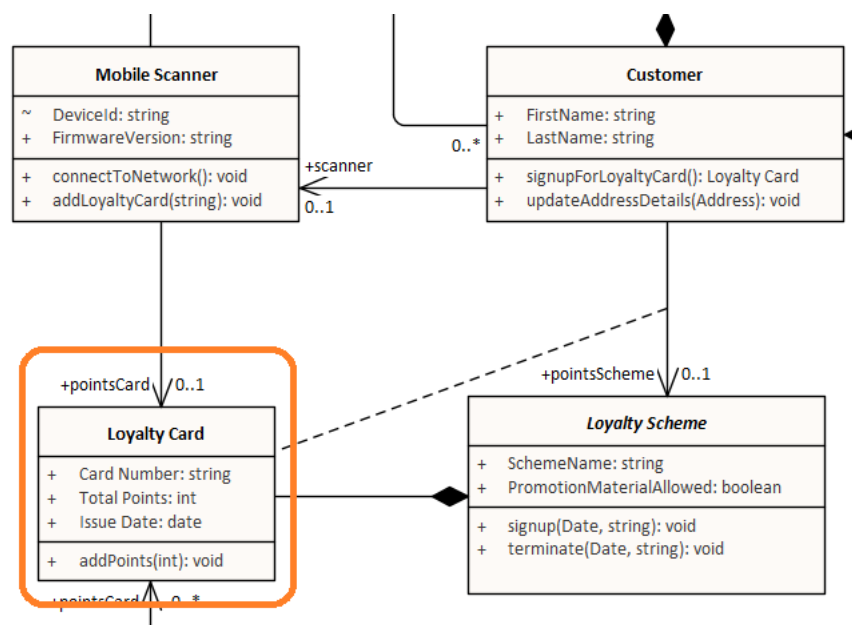 Mobile Scanner
~ DeviceId: string
+ FirmwareVersion: string
+ connectToNetwork(): void
+ addLoyaltyCard(string): void
Customer
+ FirstName: string
+ LastName: string
+ signupForLoyaltyCard(): Loyalty Card
+ updateAddressDetails(Address): void
0..*
+scanner
0..1
+pointsCard 0..1
+pointsScheme 0..1
Loyalty Card
+ Card Number: string
+ Total Points: int
+ Issue Date: date
+ addPoints(int): void
Loyalty Scheme
+ SchemeName: string
+ PromotionMaterialAllowed: boolean
+ signup(Date, string): void
+ terminate(Date, string): void
+pointsCard 0..*